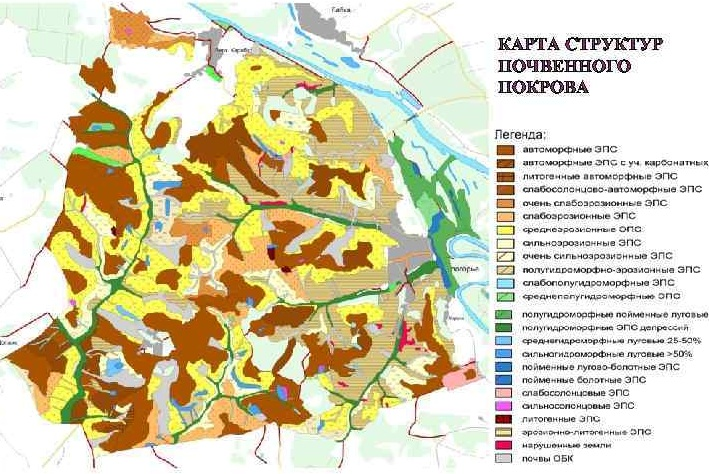 КАРТА СТРУКТУР
ПОЧВЕННОГО
ПОКРОВА
Легенда:
автоморфные ЭПС
автоморфные ЭПС с уч. карбонатных
литогенные автоморфные ЭПС
слабосолонцово-автоморфные ЭПС
очень слабоэрозионные ЭПС
слабоэрозионные ЭПС
среднеэрозионные ЭПС
сильноэрозионные ЭПС
очень сильноэрозионные ЭПС
полугидроморфно-эрозионные ЭПС
слабополугидроморфные ЭПС
среднеполугидроморфные ЭПС
полугидроморфные пойменные луговые
полугидроморфные ЭПС депрессий
среднегидроморфные луговые 25-50%
сильногидроморфные луговые >50%
пойменные лугово-болотные ЭПС
пойменные болотные ЭПС
слабосолонцовые ЭПС
сильносолонцовые ЭПС
литогенные ЭПС
эрозионно-литогенные ЭПС
нарушенные земли
почвы ОБК